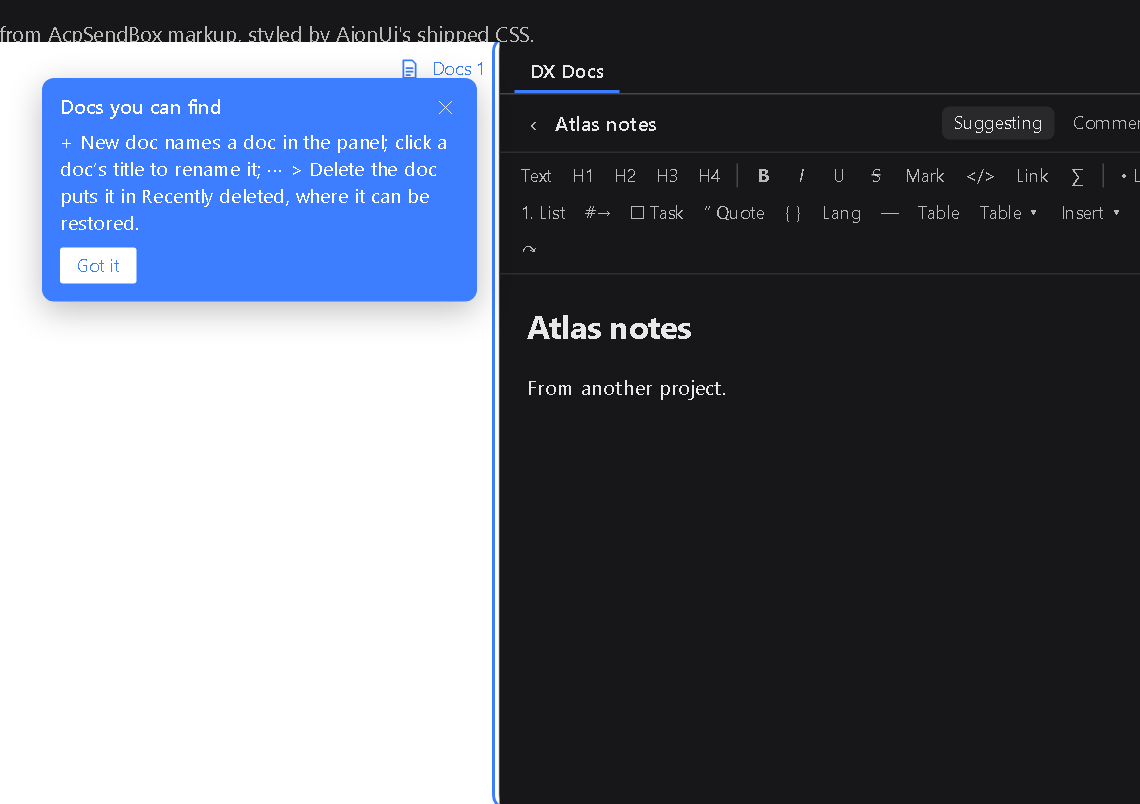 from AcpSendBox markup, styled by AionUi's shipped CSS.
Docs 1
Docs you can find
+ New doc names a doc in the panel; click a
doc's title to rename it; ··· > Delete the doc
puts it in Recently deleted, where it can be
restored.
Got it
DX Docs
‹ Atlas notes
Suggesting
Text H1 H2 H3 H4 B I U S Mark </> Link ∑ •
1. List #→ ☐ Task " Quote { } Lang — Table Table ▾ Insert ▾
↷
Atlas notes
From another project.